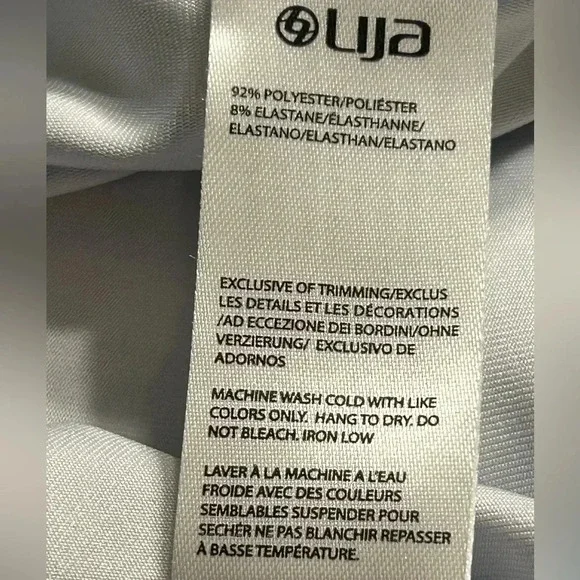 LIJA
92% POLYESTER/POLIÉSTER
8% ELASTANE/ÉLASTHANNE/
ELASTANO/ELASTHAN/ELASTANO
EXCLUSIVE OF TRIMMING/EXCLUS
LES DETAILS ET LES DÉCORATIONS
/AD ECCEZIONE DEI BORDINI/OHNE
VERZIERUNG/ EXCLUSIVO DE
ADORNOS
MACHINE WASH COLD WITH LIKE
COLORS ONLY. HANG TO DRY. DO
NOT BLEACH. IRON LOW
LAVER À LA MACHINE A L'EAU
FROIDE AVEC DES COULEURS
SEMBLABLES SUSPENDER POUR
SECHÉR NE PAS BLANCHIR REPASSER
À BASSE TEMPÉRATURE.